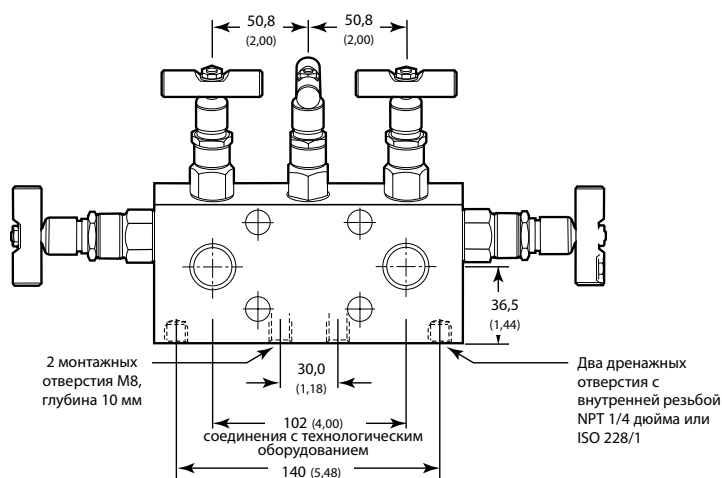 50,8
(2,00)
50,8
(2,00)
36,5
(1,44)
2 монтажных
отверстия M8,
глубина 10 мм
30,0
(1,18)
Два дренажных
отверстия с
внутренней резьбой
NPT 1/4 дюйма или
ISO 228/1
102 (4,00)
соединения с технологическим
оборудованием
140 (5,48)